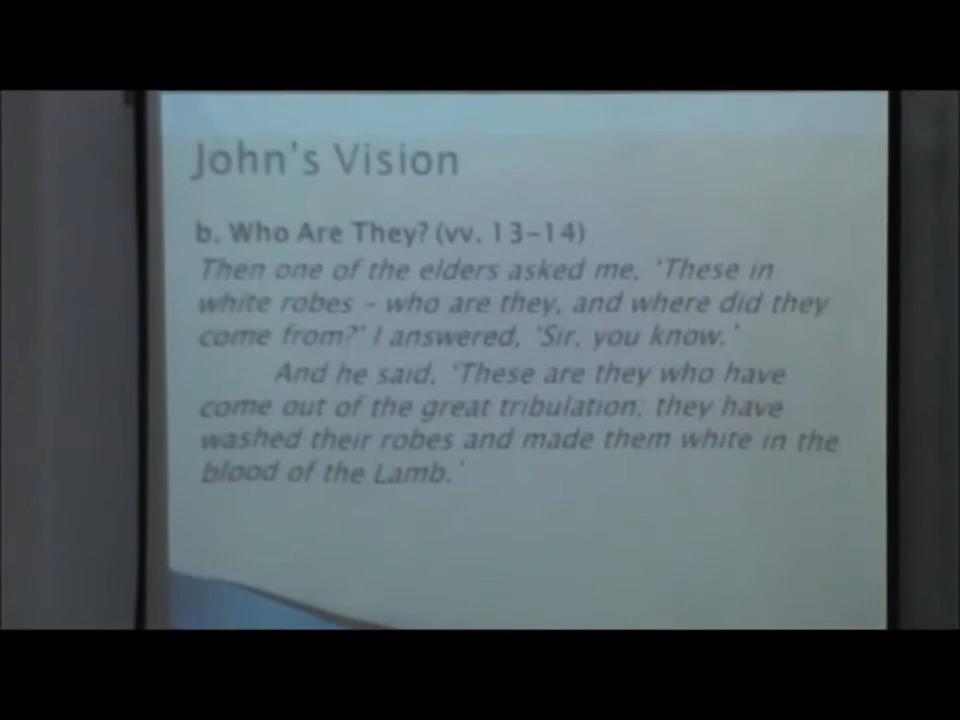 John's Vision
b. Who Are They? (vv. 13-14)
Then one of the elders asked me, 'These in
white robes - who are they, and where did they
come from?' I answered, 'Sir, you know.'
And he said, 'These are they who have
come out of the great tribulation; they have
washed their robes and made them white in the
blood of the Lamb.'